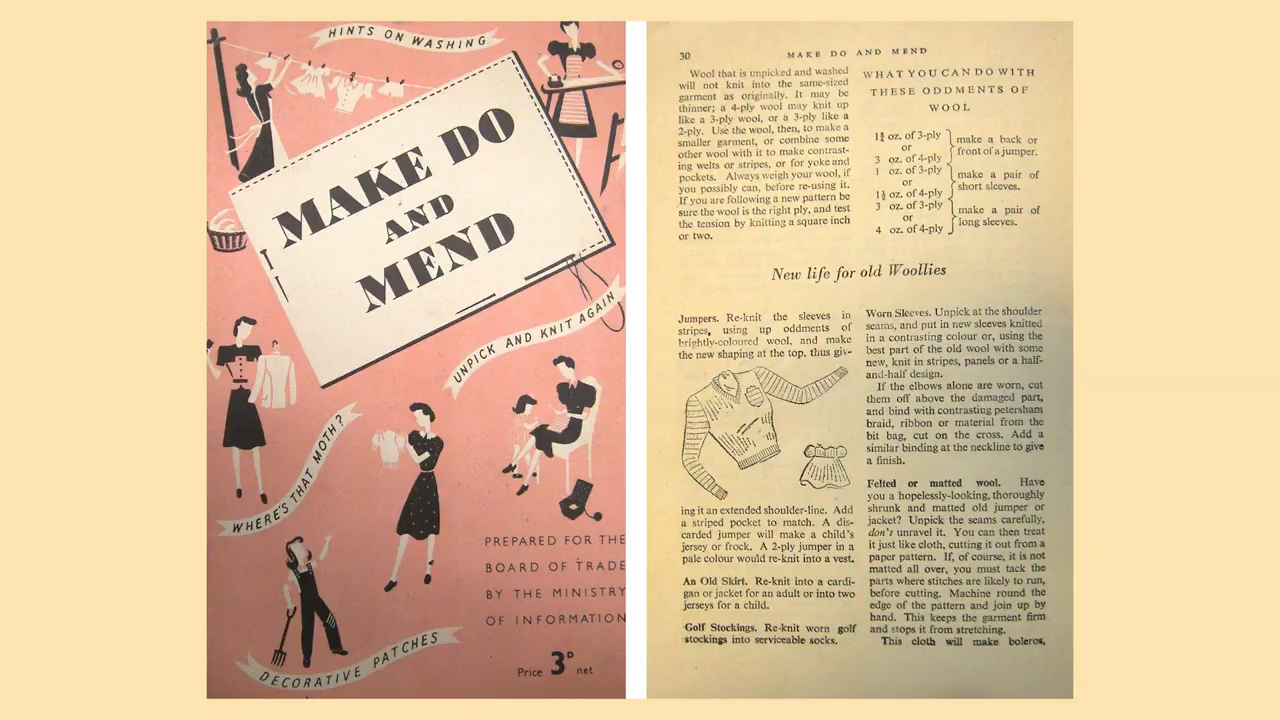 HINTS ON WASHING
MAKE DO
AND
MEND
UNPICK AND KNIT AGAIN
WHERE'S THAT MOTH?
DECORATIVE PATCHES
PREPARED FOR THE
BOARD OF TRADE
BY THE MINISTRY
OF INFORMATION
Price 3D net
30
MAKE DO AND MEND
Wool that is unpicked and washed
will not knit into the same-sized
garment as originally. It may be
thinner; a 4-ply wool may knit up
like a 3-ply wool, or a 3-ply like a
2-ply. Use the wool, then, to make a
smaller garment, or combine some
other wool with it to make contrast-
ing welts or stripes, or for yoke and
pockets. Always weigh your wool, if
you possibly can, before re-using it.
If you are following a new pattern be
sure the wool is the right ply, and test
the tension by knitting a square inch
or two.
WHAT YOU CAN DO WITH
THESE ODDMENTS OF
WOOL
oz. of 3-ply
or
3 oz. of 4-ply
make a back or
front of a jumper.
1 oz. of 3-ply
or
1½ oz. of 4-ply
make a pair of
short sleeves.
3 oz. of 3-ply
or
4 oz. of 4-ply
make a pair of
long sleeves.
New life for old Woollies
Jumpers. Re-knit the sleeves in
stripes, using up oddments of
brightly-coloured wool, and make
the new shaping at the top, thus giv-
ing it an extended shoulder-line. Add
a striped pocket to match. A dis-
carded jumper will make a child's
jersey or frock. A 2-ply jumper in a
pale colour would re-knit into a vest.
An Old Skirt. Re-knit into a cardi-
gan or jacket for an adult or into two
jerseys for a child.
Golf Stockings. Re-knit worn golf
stockings into serviceable socks.
Worn Sleeves. Unpick at the shoulder
seams, and put in new sleeves knitted
in a contrasting colour or, using the
best part of the old wool with some
new, knit in stripes, panels or a half-
and-half design.
If the elbows alone are worn, cut
them off above the damaged part,
and bind with contrasting petersham
braid, ribbon or material from the
bit bag, cut on the cross. Add a
similar binding at the neckline to give
a finish.
Felted or matted wool. Have
you a hopelessly-looking, thoroughly
shrunk and matted old jumper or
jacket? Unpick the seams carefully,
don't unravel it. You can then treat
it just like cloth, cutting it out from a
paper pattern. If, of course, it is not
matted all over, you must tack the
parts where stitches are likely to run,
before cutting. Machine round the
edge of the pattern and join up by
hand. This keeps the garment firm
and stops it from stretching.
This cloth will make boleros,